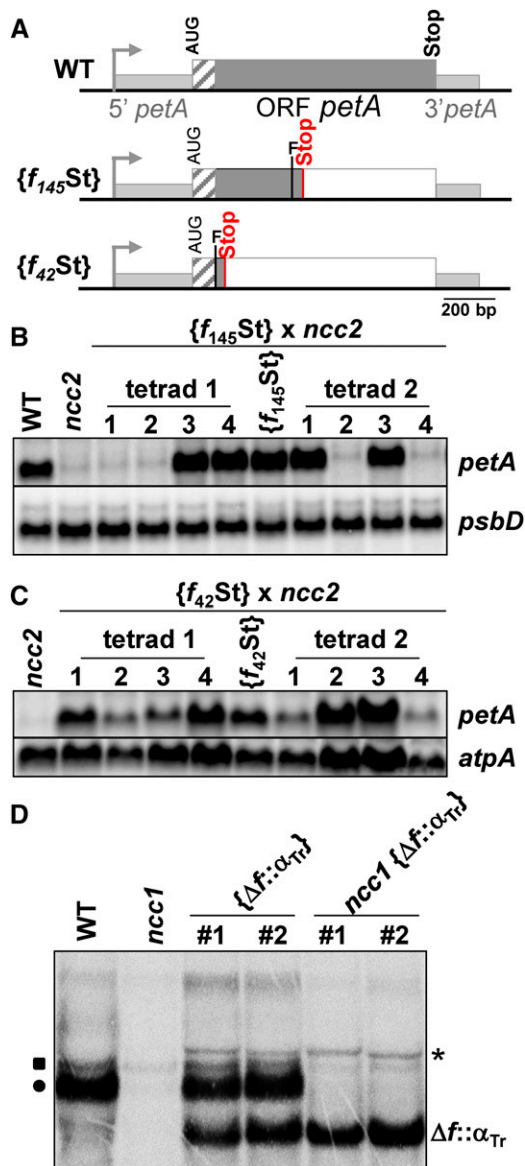 A
WT
AUG
Stop
5' petA
ORF petA
3'petA
{f₁₄₅St}
AUG
F
Stop
{f₄₂St}
AUG
F
Stop
200 bp
B
{f₁₄₅St} x ncc2
WT
ncc2
tetrad 1
{f₁₄₅St}
tetrad 2
1 2 3 4 1 2 3 4
petA
psbD
C
{f₄₂St} x ncc2
ncc2
tetrad 1
{f₄₂St}
tetrad 2
1 2 3 4 1 2 3 4
petA
atpA
D
WT
ncc1
{Δf::α_Tr}
ncc1 {Δf::α_Tr}
#1 #2 #1 #2
■
●
*
Δf::α_Tr